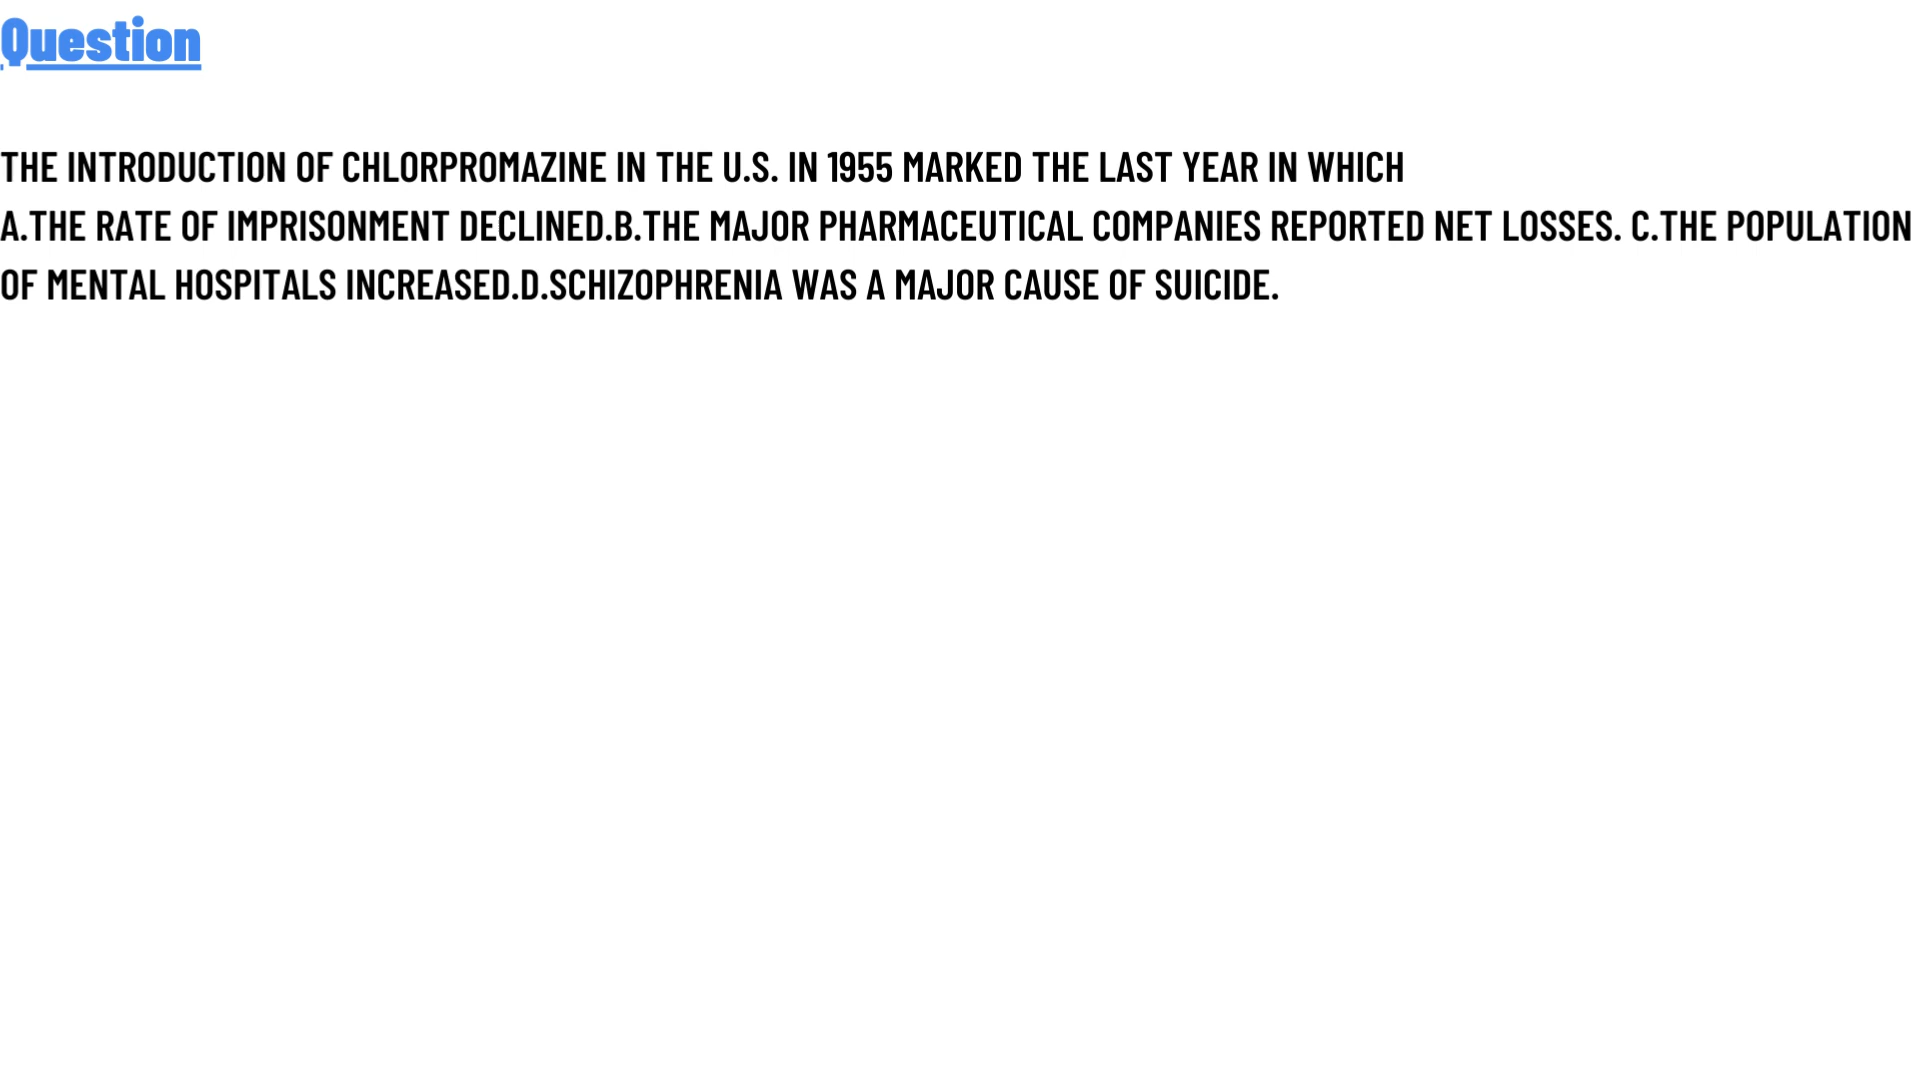 Question
THE INTRODUCTION OF CHLORPROMAZINE IN THE U.S. IN 1955 MARKED THE LAST YEAR IN WHICH
A.THE RATE OF IMPRISONMENT DECLINED.B.THE MAJOR PHARMACEUTICAL COMPANIES REPORTED NET LOSSES. C.THE POPULATION
OF MENTAL HOSPITALS INCREASED.D.SCHIZOPHRENIA WAS A MAJOR CAUSE OF SUICIDE.